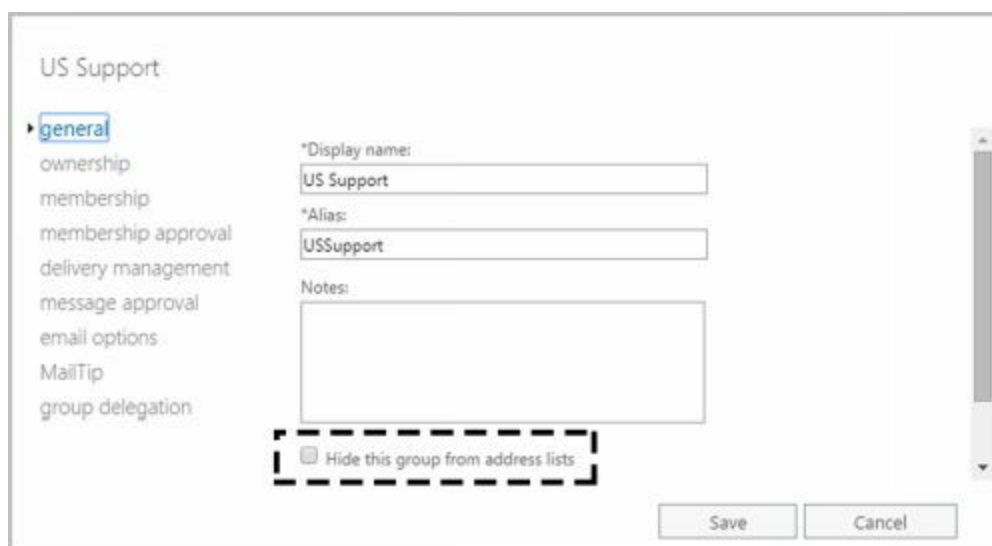 US Support
general
ownership
membership
membership approval
delivery management
message approval
email options
MailTip
group delegation
*Display name:
US Support
*Alias:
USSupport
Notes:
Hide this group from address lists
Save
Cancel